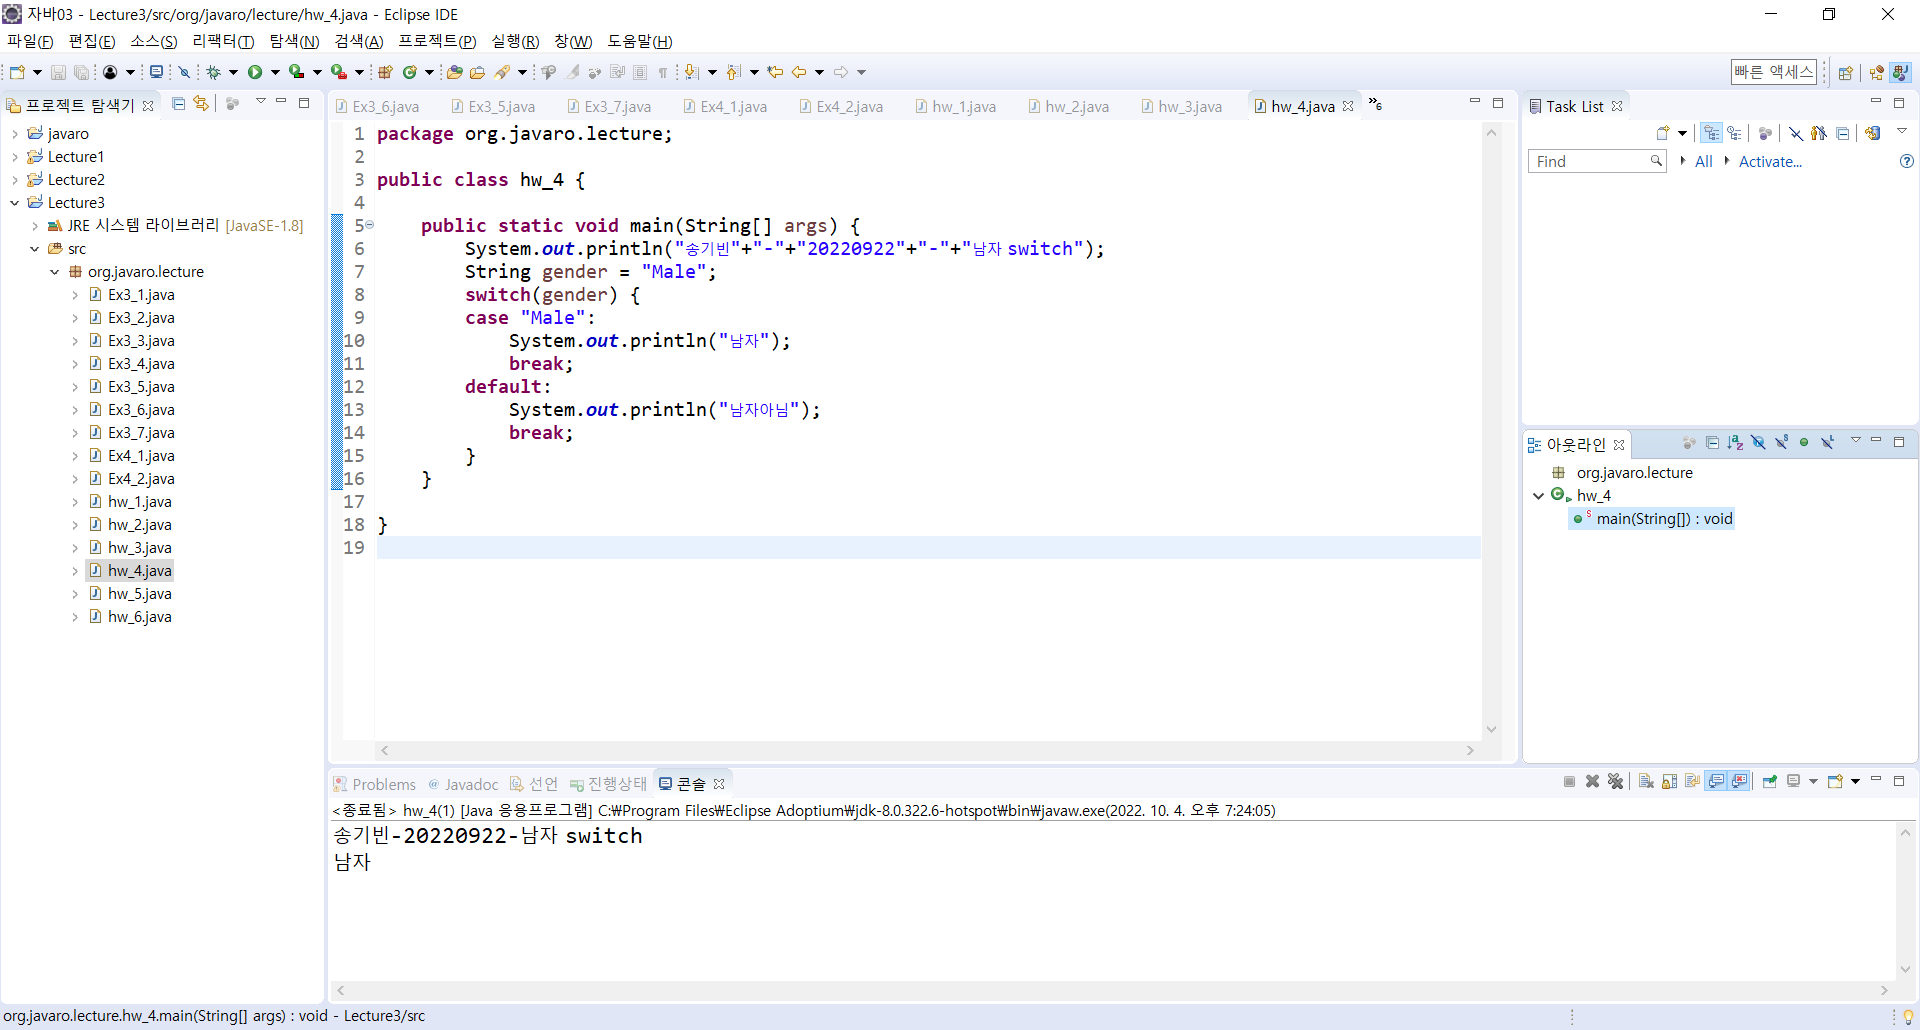 자바03 - Lecture3/src/org/javaro/lecture/hw_4.java - Eclipse IDE
파일(F) 편집(E) 소스(S) 리팩터(T) 탐색(N) 검색(A) 프로젝트(P) 실행(R) 창(W) 도움말(H)
빠른 액세스
프로젝트 탐색기
javaro
Lecture1
Lecture2
Lecture3
JRE 시스템 라이브러리 [JavaSE-1.8]
src
org.javaro.lecture
Ex3_1.java
Ex3_2.java
Ex3_3.java
Ex3_4.java
Ex3_5.java
Ex3_6.java
Ex3_7.java
Ex4_1.java
Ex4_2.java
hw_1.java
hw_2.java
hw_3.java
hw_4.java
hw_5.java
hw_6.java
Ex3_6.java Ex3_5.java Ex3_7.java Ex4_1.java Ex4_2.java hw_1.java hw_2.java hw_3.java hw_4.java »6
1 package org.javaro.lecture;
2
3 public class hw_4 {
4
5 public static void main(String[] args) {
6 System.out.println("송기빈"+"-"+"20220922"+"-"+"남자 switch");
7 String gender = "Male";
8 switch(gender) {
9 case "Male":
10 System.out.println("남자");
11 break;
12 default:
13 System.out.println("남자아님");
14 break;
15 }
16 }
17
18 }
19
Task List
Find All Activate...
아웃라인
org.javaro.lecture
hw_4
main(String[]) : void
Problems @ Javadoc 선언 진행상태 콘솔
<종료됨> hw_4(1) [Java 응용프로그램] C:₩Program Files₩Eclipse Adoptium₩jdk-8.0.322.6-hotspot₩bin₩javaw.exe(2022. 10. 4. 오후 7:24:05)
송기빈-20220922-남자 switch
남자
org.javaro.lecture.hw_4.main(String[] args) : void - Lecture3/src